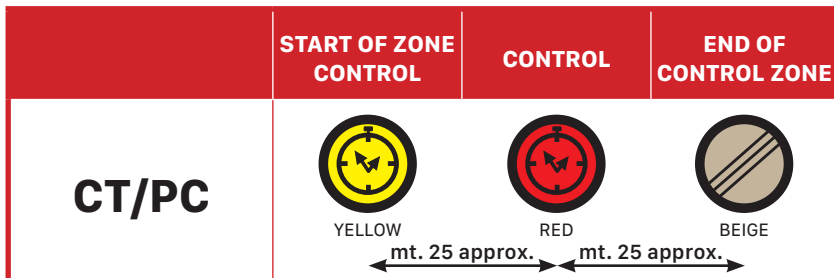 START OF ZONE
CONTROL
CONTROL
END OF
CONTROL ZONE
CT/PC
YELLOW
RED
BEIGE
mt. 25 approx.
mt. 25 approx.